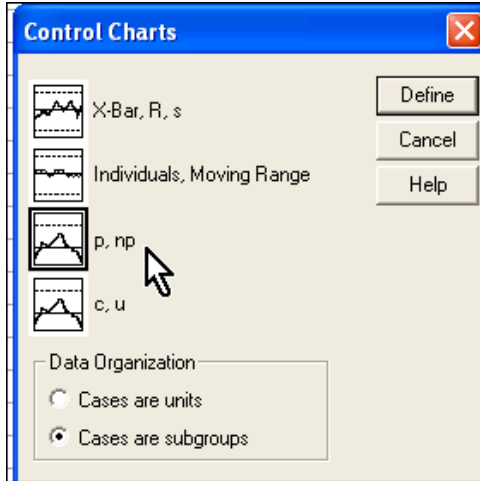 Control Charts
X-Bar, R, s
Individuals, Moving Range
p, np
c, u
Define
Cancel
Help
Data Organization
Cases are units
Cases are subgroups